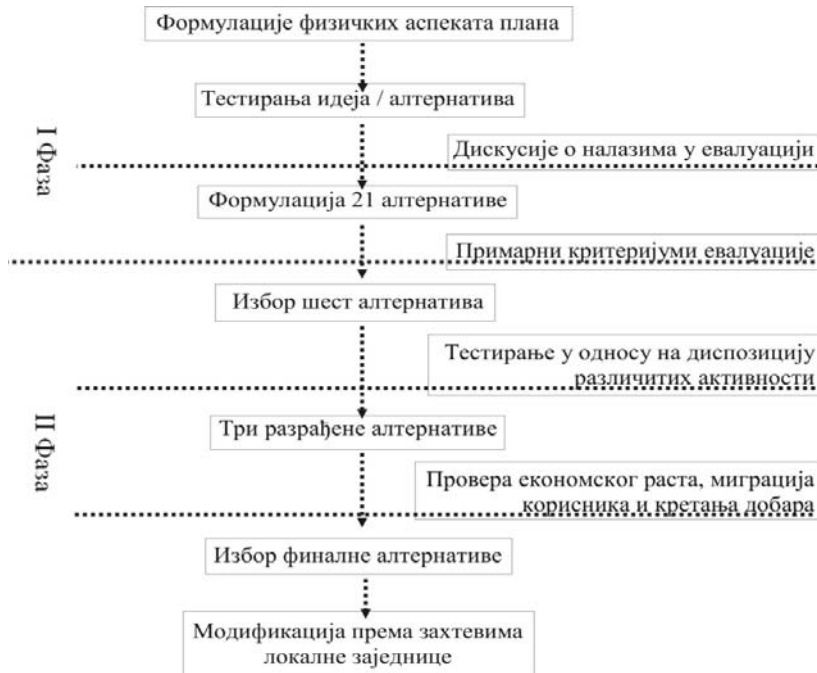 Формулације физичких аспеката плана
Тестирања идеја / алтернатива
I Фаза
Дискусије о налазима у евалуацији
Формулација 21 алтернативе
Примарни критеријуми евалуације
Избор шест алтернатива
Тестирање у односу на диспозицију
различитих активности
II Фаза
Три разрађене алтернативе
Провера економског раста, миграција
корисника и кретања добара
Избор финалне алтернативе
Модификација према захтевима
локалне заједнице